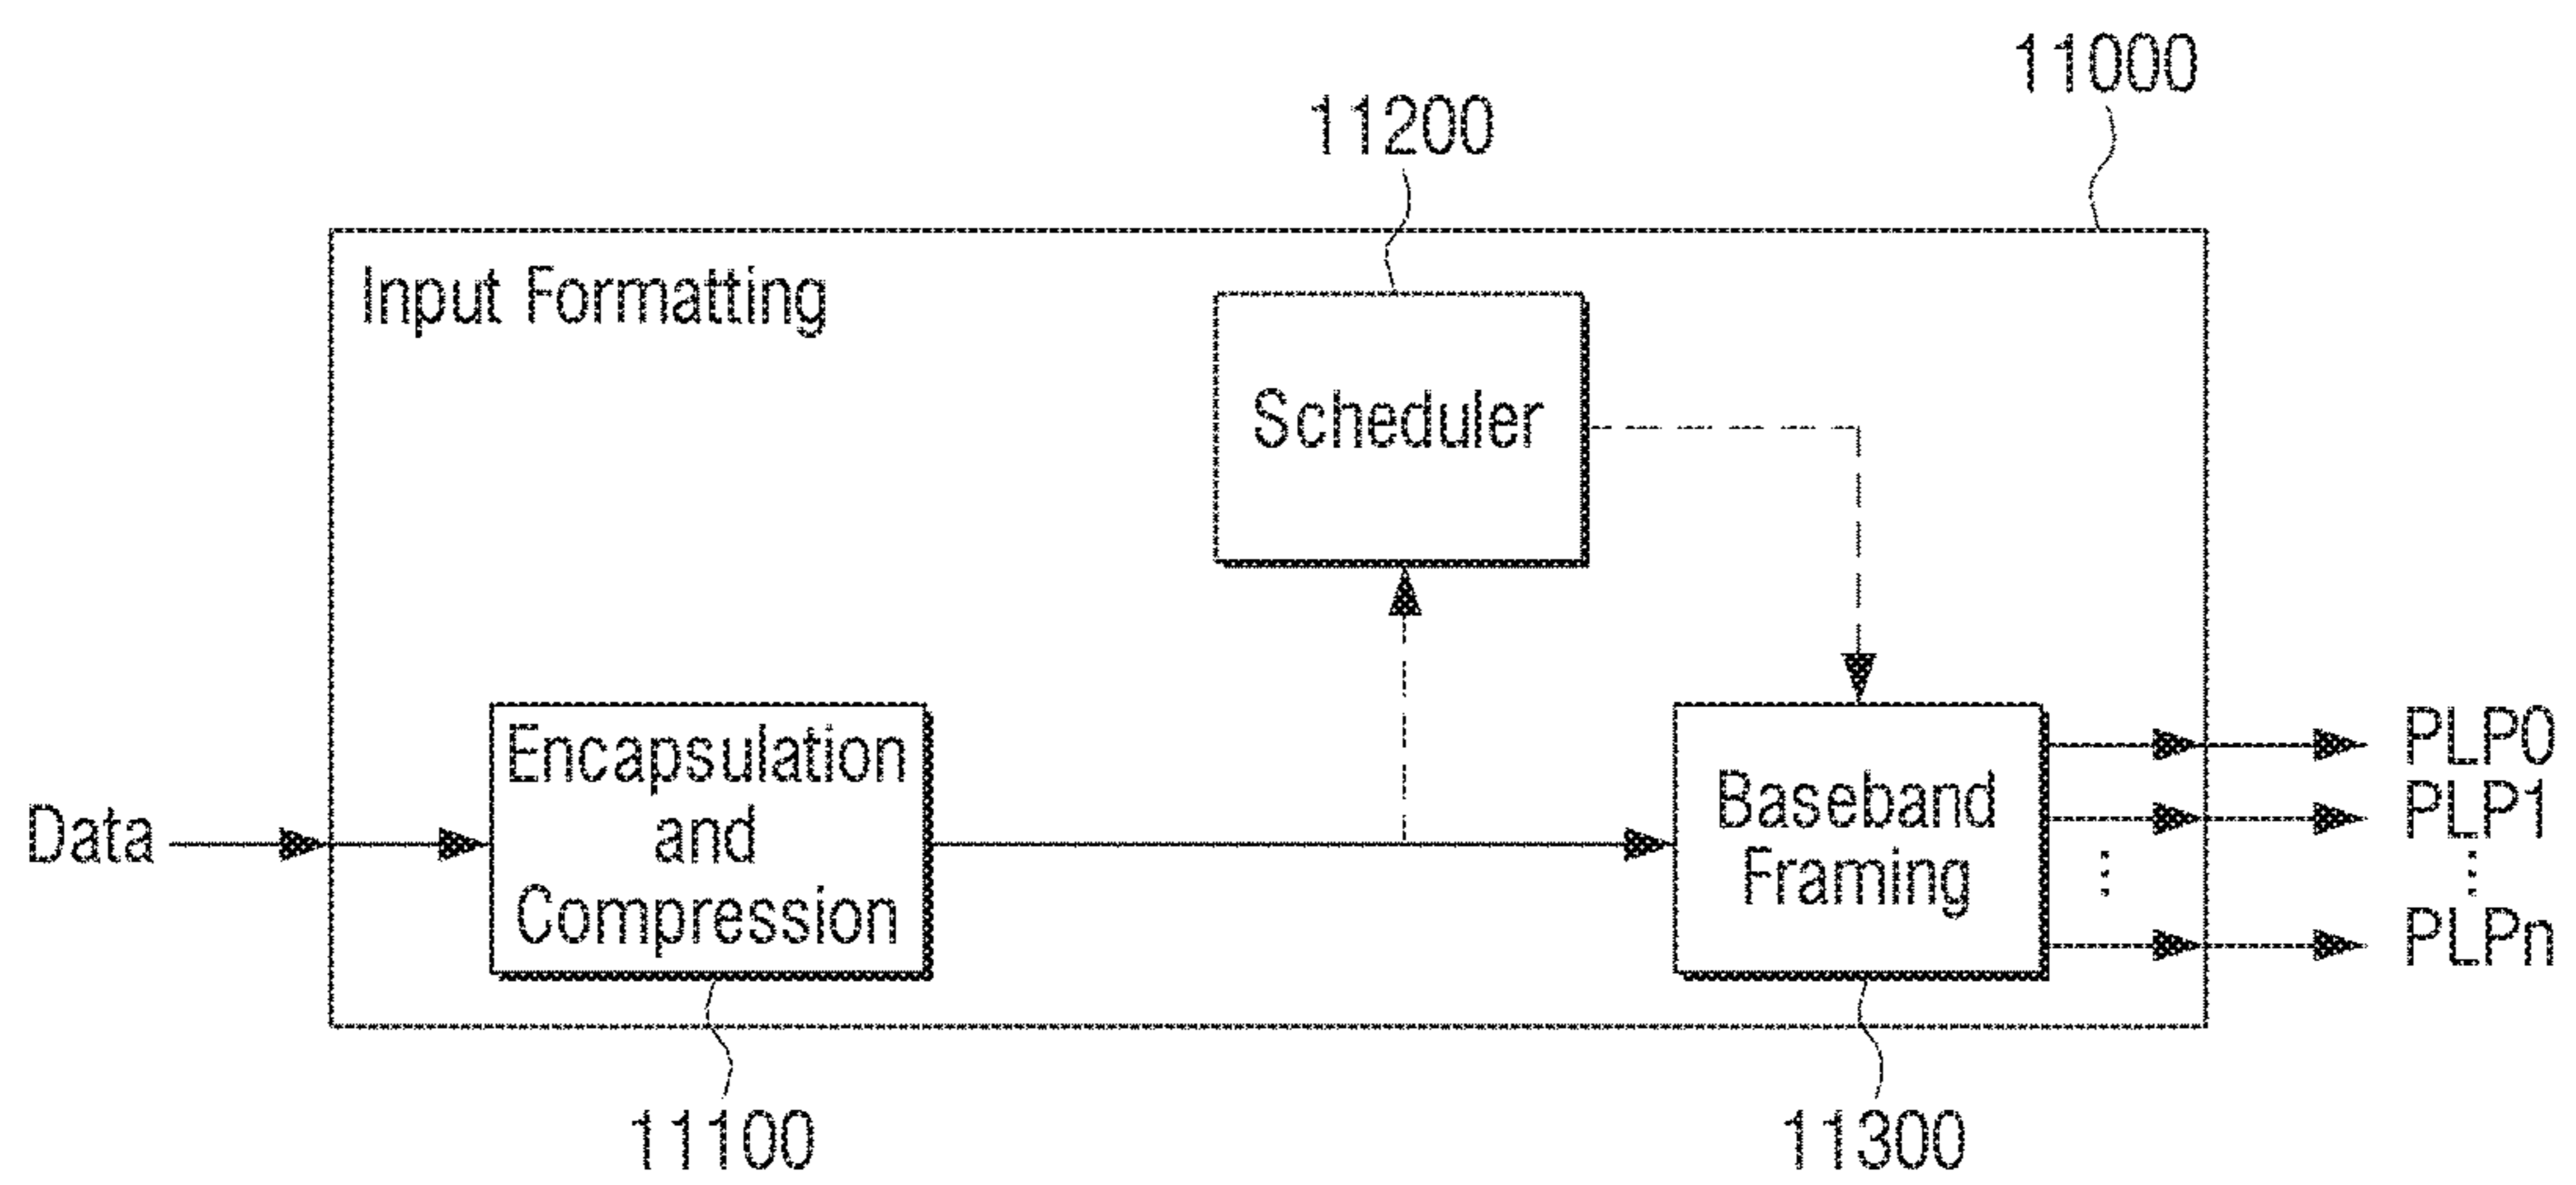 11000
11200
Input Formatting
Scheduler
Encapsulation
and
Compression
Data
Baseband
Framing
PLP0
PLP1
⋮
⋮
PLPn
11100
11300